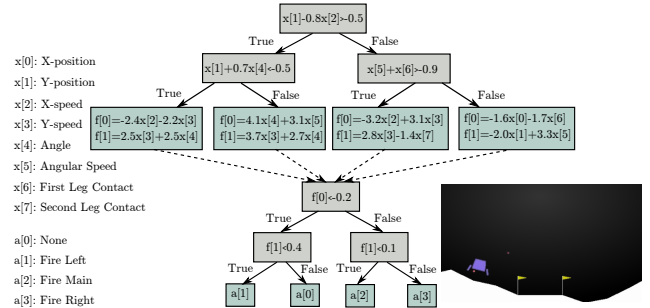 x[1]-0.8x[2]>-0.5
True
False
x[0]: X-position
x[1]: Y-position
x[2]: X-speed
x[3]: Y-speed
x[4]: Angle
x[5]: Angular Speed
x[6]: First Leg Contact
x[7]: Second Leg Contact
a[0]: None
a[1]: Fire Left
a[2]: Fire Main
a[3]: Fire Right
x[1]+0.7x[4]<-0.5
x[5]+x[6]>-0.9
True
False
True
False
f[0]=-2.4x[2]-2.2x[3]
f[1]=2.5x[3]+2.5x[4]
f[0]=4.1x[4]+3.1x[5]
f[1]=3.7x[3]+2.7x[4]
f[0]=-3.2x[2]+3.1x[3]
f[1]=2.8x[3]-1.4x[7]
f[0]=-1.6x[0]-1.7x[6]
f[1]=-2.0x[1]+3.3x[5]
f[0]<-0.2
True
False
f[1]<0.4
f[1]<0.1
True
False
True
False
a[1]
a[0]
a[2]
a[3]